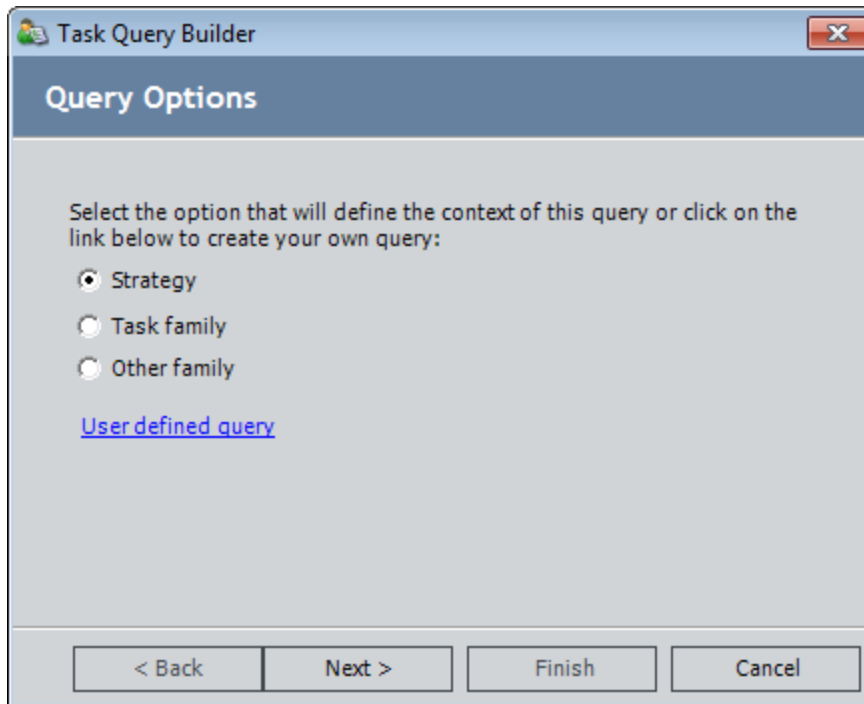 Task Query Builder
Query Options
Select the option that will define the context of this query or click on the
link below to create your own query:
Strategy
Task family
Other family
User defined query
< Back
Next >
Finish
Cancel